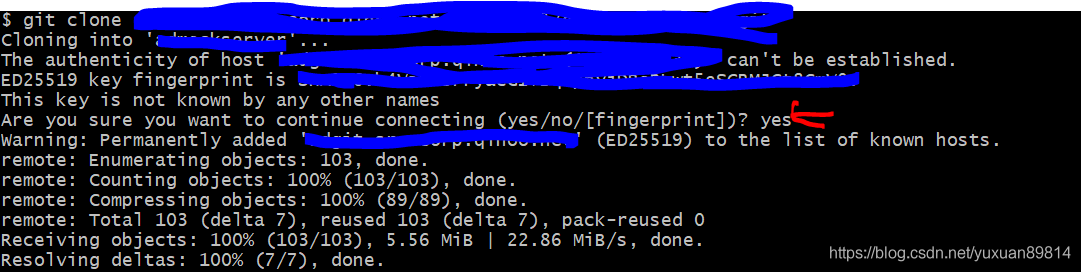 $ git clone
Cloning into '
'...
The authenticity of host '
can't be established.
ED25519 key fingerprint is
This key is not known by any other names
Are you sure you want to continue connecting (yes/no/[fingerprint])? yes
Warning: Permanently added '
' (ED25519) to the list of known hosts.
remote: Enumerating objects: 103, done.
remote: Counting objects: 100% (103/103), done.
remote: Compressing objects: 100% (89/89), done.
remote: Total 103 (delta 7), reused 103 (delta 7), pack-reused 0
Receiving objects: 100% (103/103), 5.56 MiB | 22.86 MiB/s, done.
Resolving deltas: 100% (7/7), done.
https://blog.csdn.net/yuxuan89814